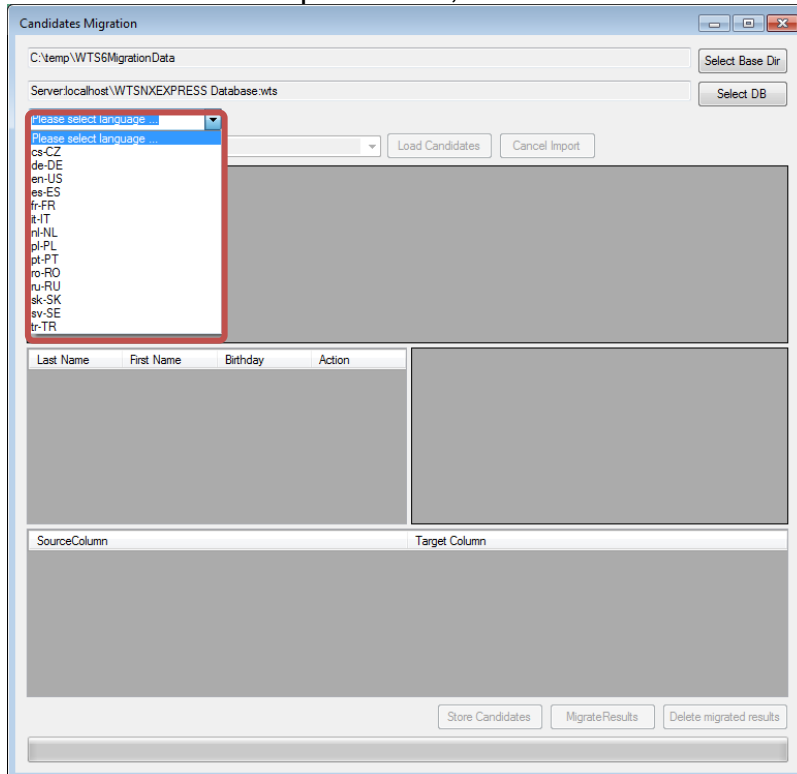 Candidates Migration
C:\temp\WTS6MigrationData
Select Base Dir
Server:localhost\WTSNXEXPRESS Database:wts
Select DB
Please select language ...
Please select language ...
Load Candidates
Cancel Import
cs-CZ
de-DE
en-US
es-ES
fr-FR
it-IT
nl-NL
pl-PL
pt-PT
ro-RO
ru-RU
sk-SK
sv-SE
tr-TR
Last Name First Name Birthday Action
SourceColumn Target Column
Store Candidates
MigrateResults
Delete migrated results